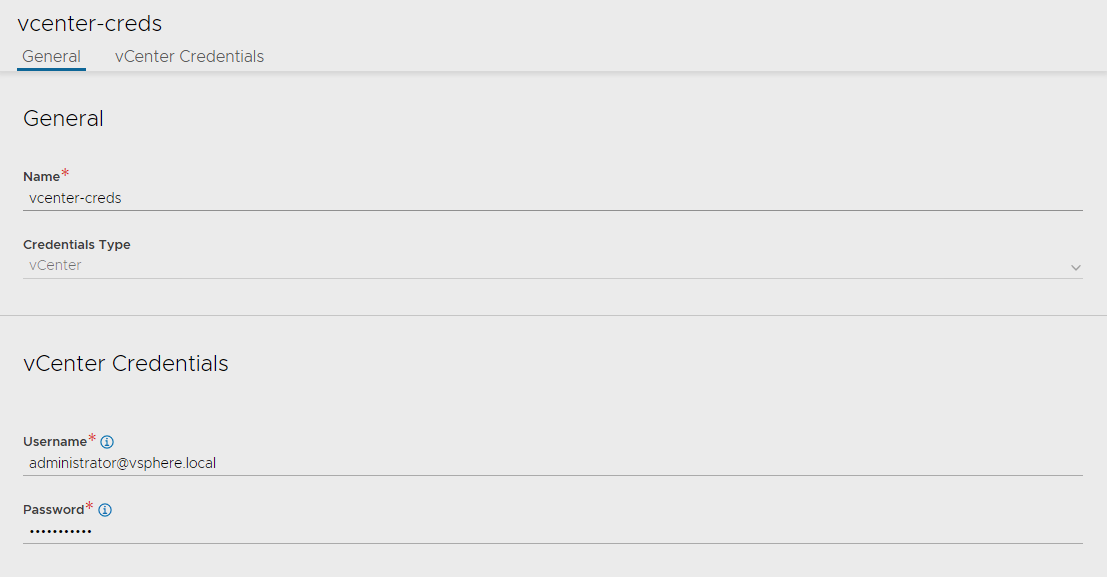 vcenter-creds
General vCenter Credentials
General
Name*
vcenter-creds
Credentials Type
vCenter
vCenter Credentials
Username*
administrator@vsphere.local
Password*
•••••••••••